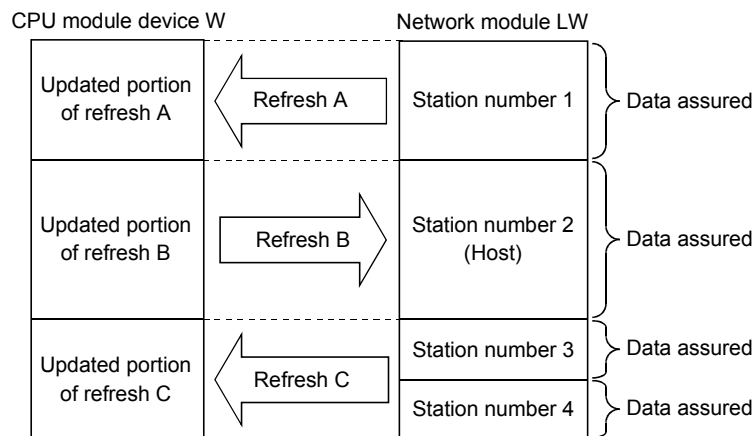 CPU module device W
Network module LW
Updated portion
of refresh A
Refresh A
Station number 1
Data assured
Updated portion
of refresh B
Refresh B
Station number 2
(Host)
Data assured
Updated portion
of refresh C
Refresh C
Station number 3
Data assured
Station number 4
Data assured